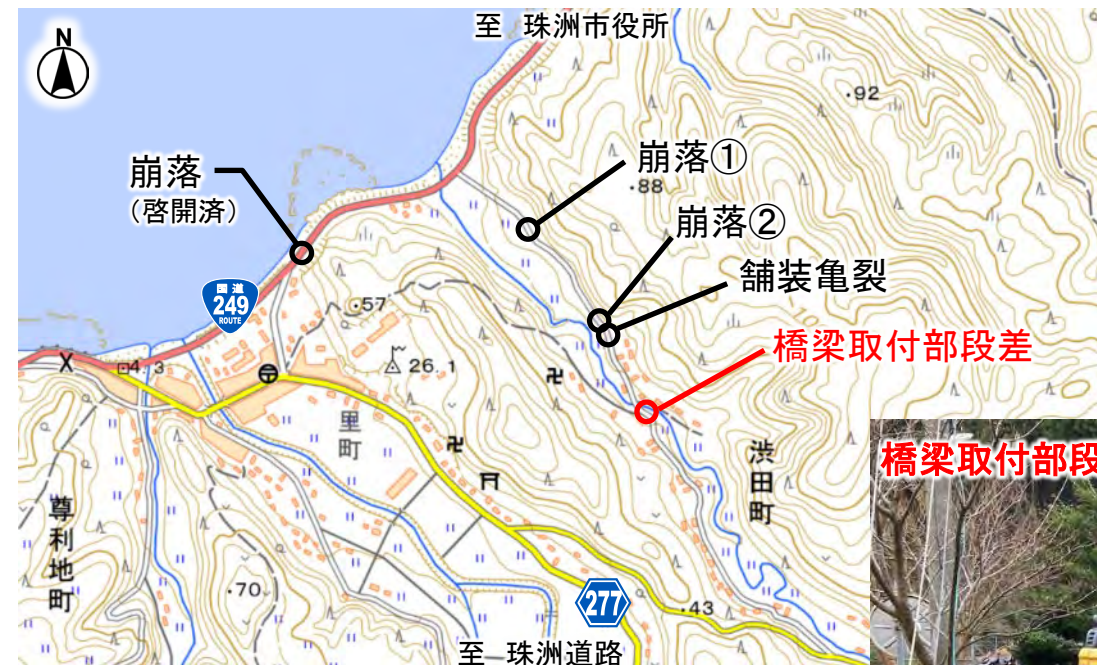 至 珠洲市役所
N
・92
崩落①
崩落
(啓開済)
・88
崩落②
舗装亀裂
国道
249
ROUTE
・57
橋梁取付部段差
4.3
26.1
里町
渋田町
橋梁取付部段
尊利地町
・70
277
・43
至 珠洲道路